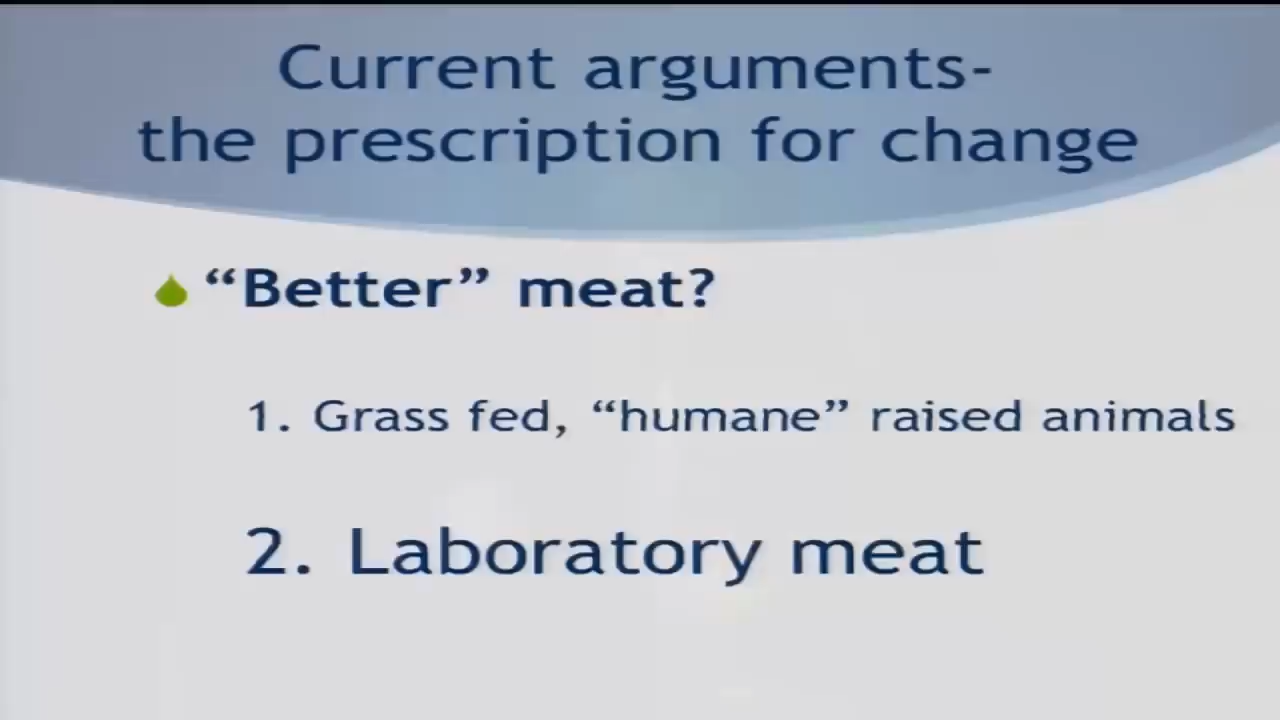 Current arguments-
the prescription for change
“Better” meat?
1. Grass fed, “humane” raised animals
2. Laboratory meat